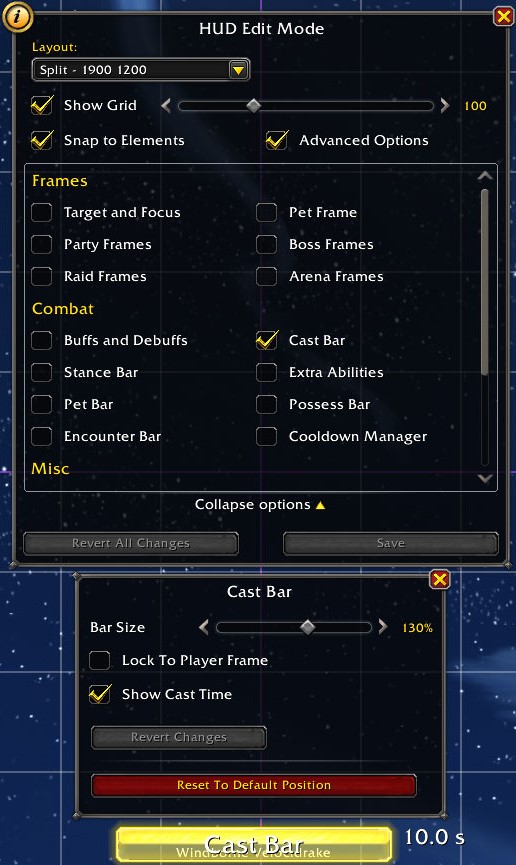 HUD Edit Mode
Layout:
Split - 1900 1200
Show Grid 100
Snap to Elements Advanced Options
Frames
Target and Focus Pet Frame
Party Frames Boss Frames
Raid Frames Arena Frames
Combat
Buffs and Debuffs Cast Bar
Stance Bar Extra Abilities
Pet Bar Possess Bar
Encounter Bar Cooldown Manager
Misc
Collapse options
Revert All Changes Save
Cast Bar
Bar Size 130%
Lock To Player Frame
Show Cast Time
Revert Changes
Reset To Default Position
Cast Bar 10.0 s
Windborne Velocidrake